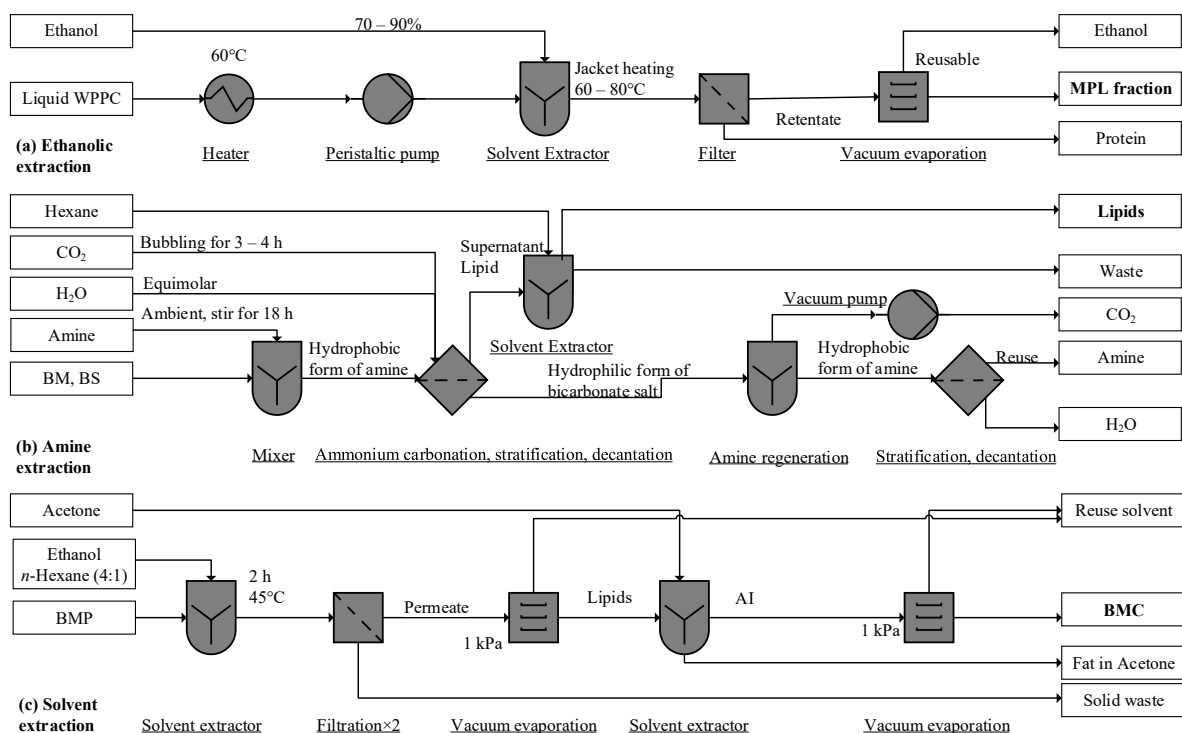 Ethanol
70 – 90%
Ethanol
60°C
Jacket heating
60 – 80°C
Reusable
Liquid WPPC
MPL fraction
Retentate
Protein
(a) Ethanolic
extraction
Heater
Peristaltic pump
Solvent Extractor
Filter
Vacuum evaporation
Hexane
Lipids
CO₂
Bubbling for 3 – 4 h
Supernatant
Lipid
Waste
H₂O
Equimolar
Vacuum pump
CO₂
Amine
Ambient, stir for 18 h
Solvent Extractor
Hydrophobic
form of amine
Hydrophobic
form of amine
Reuse
Amine
BM, BS
Hydrophilic form of
bicarbonate salt
H₂O
(b) Amine
extraction
Mixer
Ammonium carbonation, stratification, decantation
Amine regeneration
Stratification, decantation
Acetone
Reuse solvent
Ethanol
n-Hexane (4:1)
2 h
45°C
BMP
Permeate
1 kPa
Lipids
AI
1 kPa
BMC
Fat in Acetone
Solid waste
(c) Solvent
extraction
Solvent extractor
Filtration×2
Vacuum evaporation
Solvent extractor
Vacuum evaporation